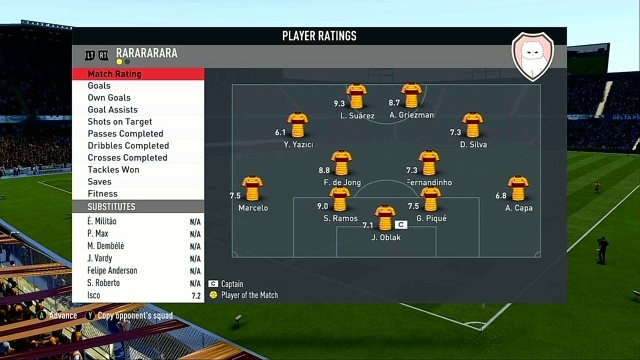 PLAYER RATINGS
LT RT RARARARARA
Match Rating
Goals
Own Goals
Goal Assists
Shots on Target
Passes Completed
Dribbles Completed
Crosses Completed
Tackles Won
Saves
Fitness
SUBSTITUTES
É. Militão N/A
P. Max N/A
M. Dembélé N/A
J. Vardy N/A
Felipe Anderson N/A
S. Roberto N/A
Isco 7.2
9.3 8.7
L. Suárez A. Griezman
6.1 7.3
Y. Yazıcı D. Silva
8.8 7.3
F. de Jong Fernandinho
7.5 9.0 7.5 6.8
Marcelo S. Ramos G. Piqué A. Capa
7.1 C
J. Oblak
C Captain
Player of the Match
A Advance Y Copy opponent's squad